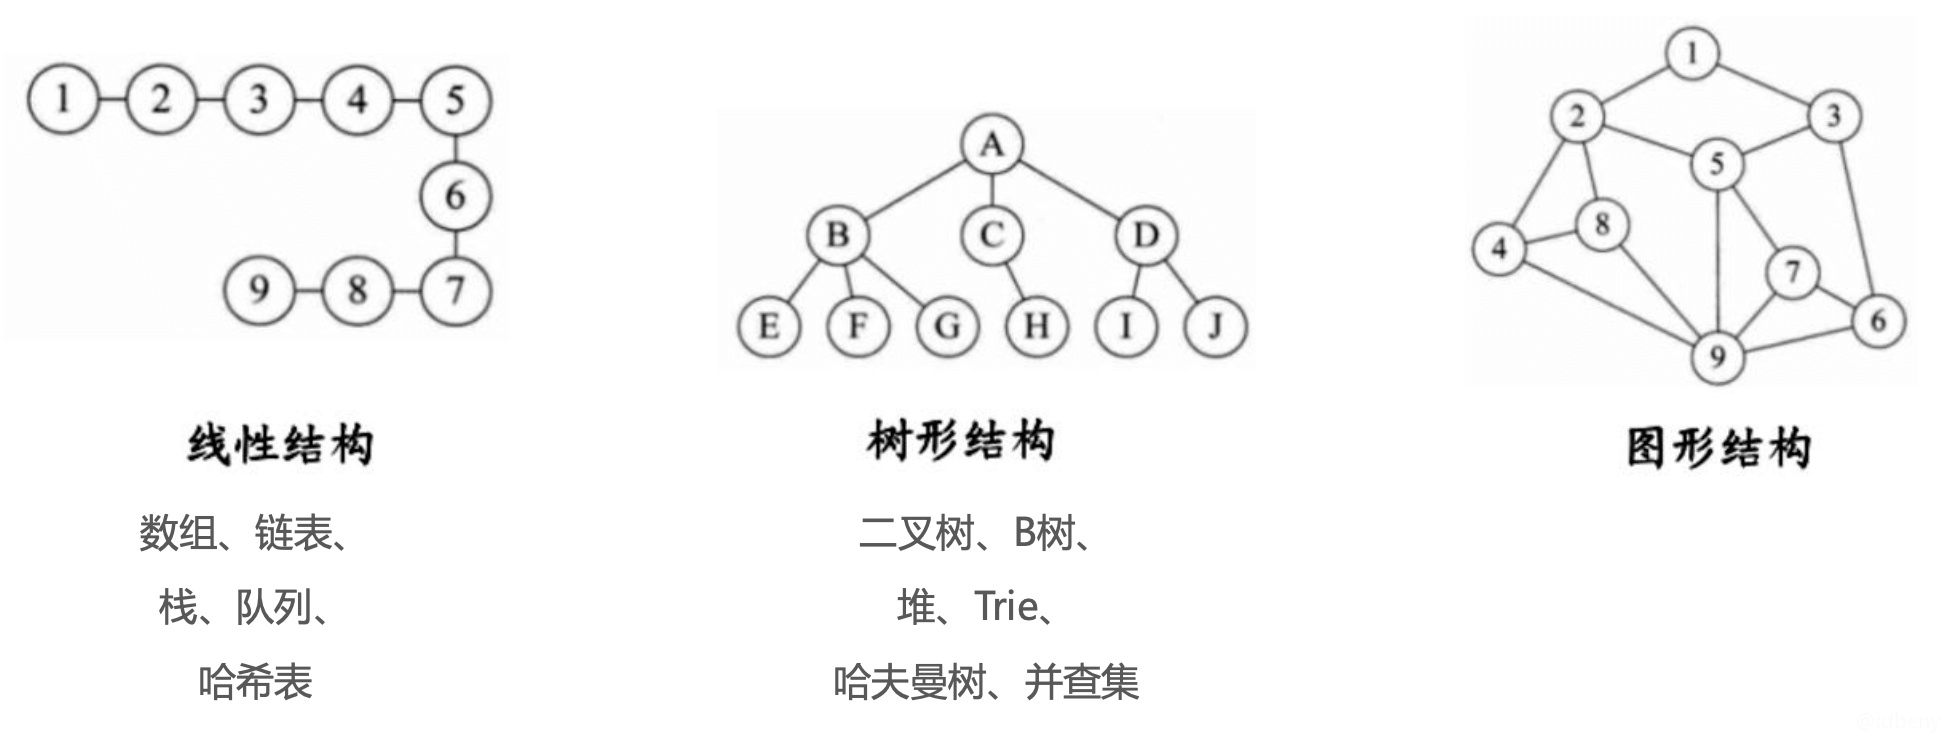 1 2 3 4 5
6
9 8 7
线性结构
数组、链表、
栈、队列、
哈希表
A
B C D
E F G H I J
树形结构
二叉树、B树、
堆、Trie、
哈夫曼树、并查集
1
2 3
5
8
4
7
6
9
图形结构